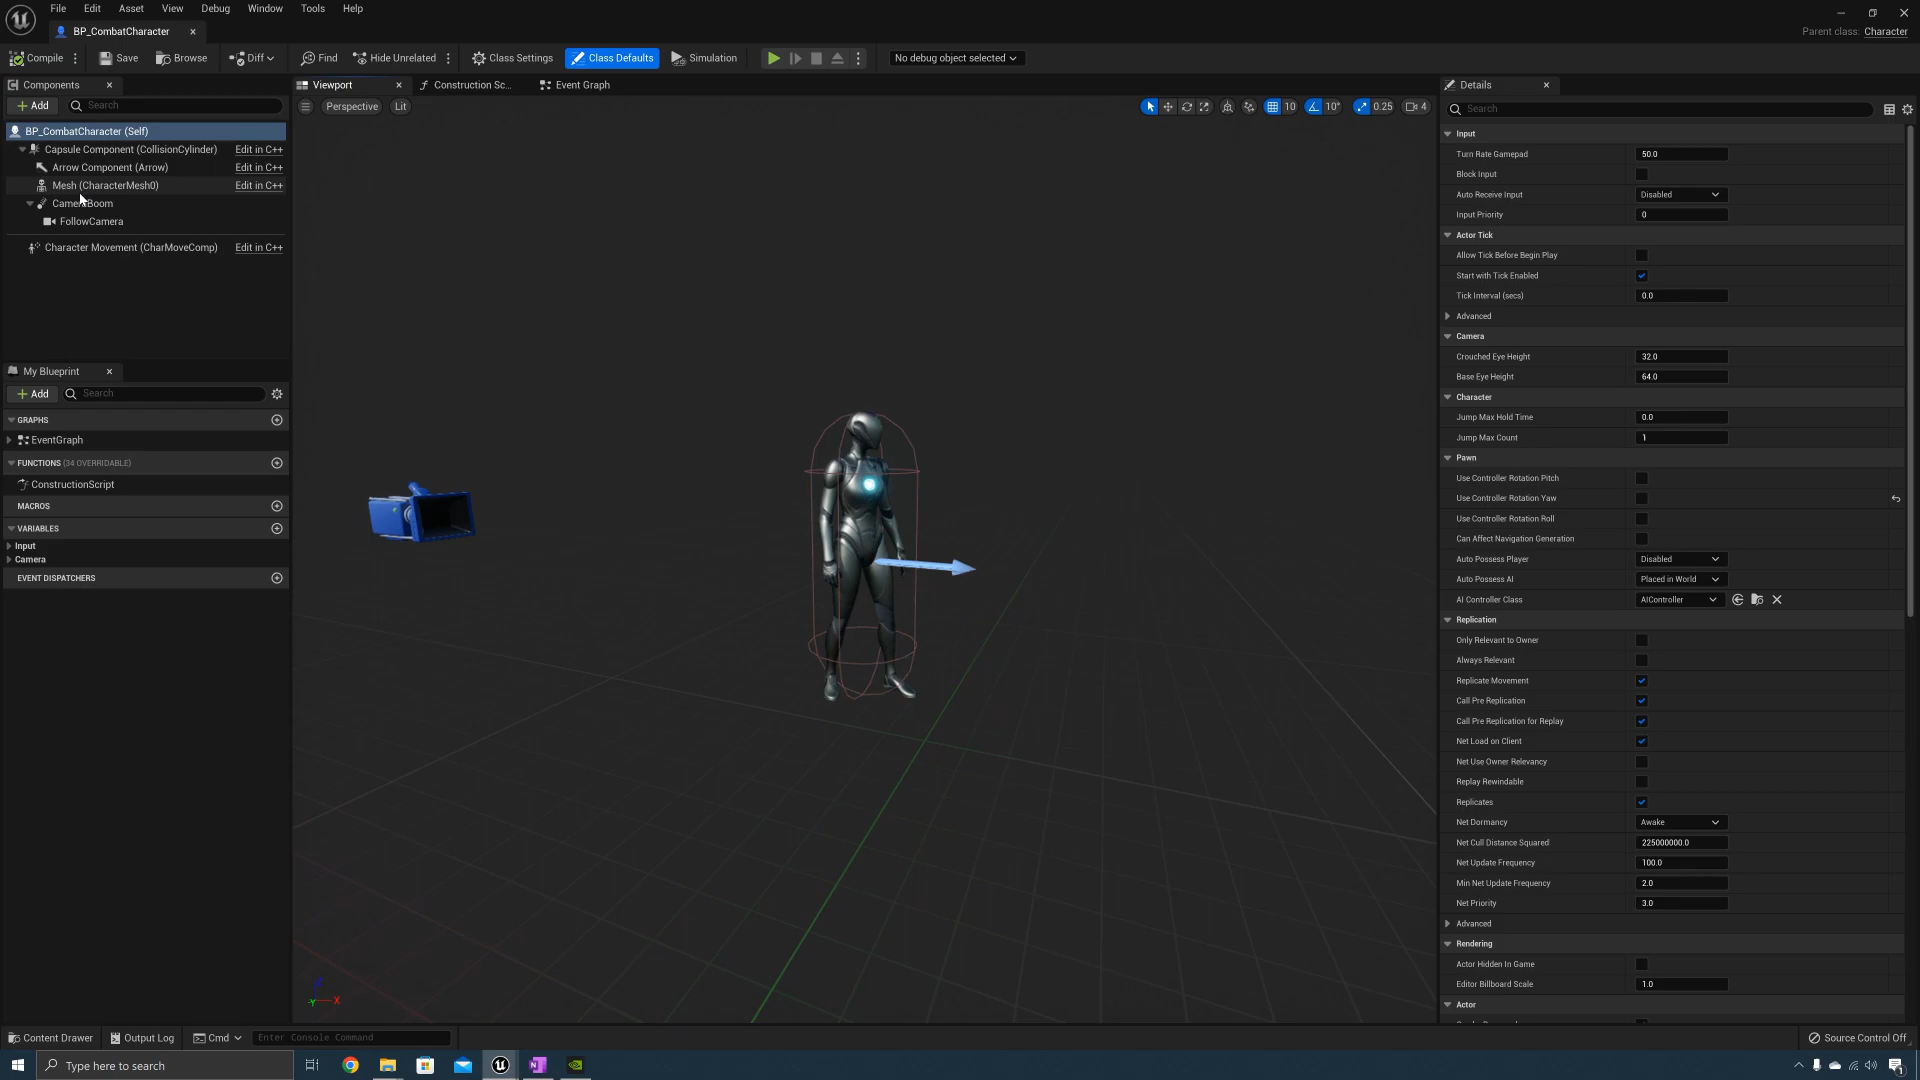 File Edit Asset View Debug Window Tools Help
BP_CombatCharacter
Parent class: Character
Compile Save Browse Diff Find Hide Unrelated Class Settings Class Defaults Simulation No debug object selected
Components
Add Search
BP_CombatCharacter (Self)
Capsule Component (CollisionCylinder) Edit in C++
Arrow Component (Arrow) Edit in C++
Mesh (CharacterMesh0) Edit in C++
CameraBoom
FollowCamera
Character Movement (CharMoveComp) Edit in C++
My Blueprint
Add Search
GRAPHS
EventGraph
FUNCTIONS (34 OVERRIDABLE)
ConstructionScript
MACROS
VARIABLES
Input
Camera
EVENT DISPATCHERS
Viewport Construction Sc... Event Graph
Perspective Lit 10 10° 0.25 4
Z
Y X
Details
Search
Input
Turn Rate Gamepad 50.0
Block Input
Auto Receive Input Disabled
Input Priority 0
Actor Tick
Allow Tick Before Begin Play
Start with Tick Enabled
Tick Interval (secs) 0.0
Advanced
Camera
Crouched Eye Height 32.0
Base Eye Height 64.0
Character
Jump Max Hold Time 0.0
Jump Max Count 1
Pawn
Use Controller Rotation Pitch
Use Controller Rotation Yaw
Use Controller Rotation Roll
Can Affect Navigation Generation
Auto Possess Player Disabled
Auto Possess AI Placed in World
AI Controller Class AIController
Replication
Only Relevant to Owner
Always Relevant
Replicate Movement
Call Pre Replication
Call Pre Replication for Replay
Net Load on Client
Net Use Owner Relevancy
Replay Rewindable
Replicates
Net Dormancy Awake
Net Cull Distance Squared 225000000.0
Net Update Frequency 100.0
Min Net Update Frequency 2.0
Net Priority 3.0
Advanced
Rendering
Actor Hidden In Game
Editor Billboard Scale 1.0
Actor
Content Drawer Output Log Cmd Enter Console Command Source Control Off
Type here to search